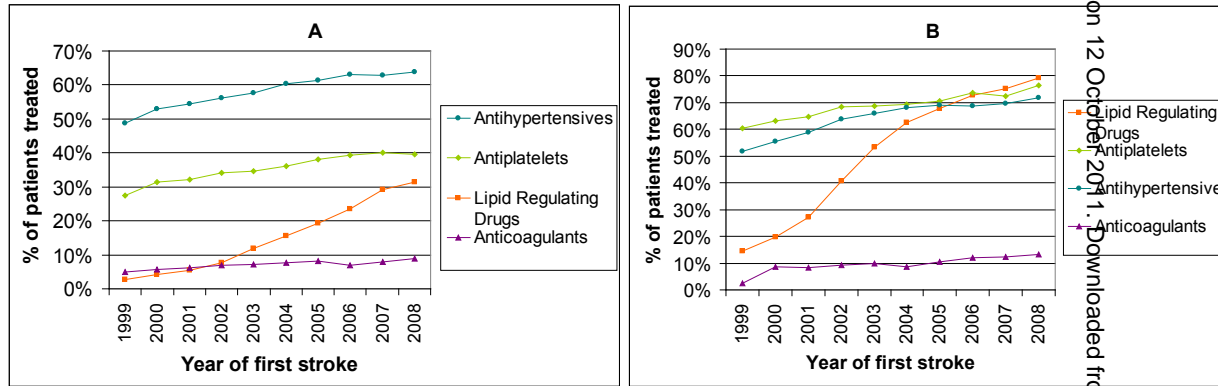 A
% of patients treated
70%
60%
50%
40%
30%
20%
10%
0%
1999
2000
2001
2002
2003
2004
2005
2006
2007
2008
Year of first stroke
Antihypertensives
Antiplatelets
Lipid Regulating
Drugs
Anticoagulants
B
% of patients treated
90%
80%
70%
60%
50%
40%
30%
20%
10%
0%
1999
2000
2001
2002
2003
2004
2005
2006
2007
2008
Year of first stroke
Lipid Regulating
Drugs
Antiplatelets
Antihypertensive
Anticoagulants
on 12 October 2011. Downloaded